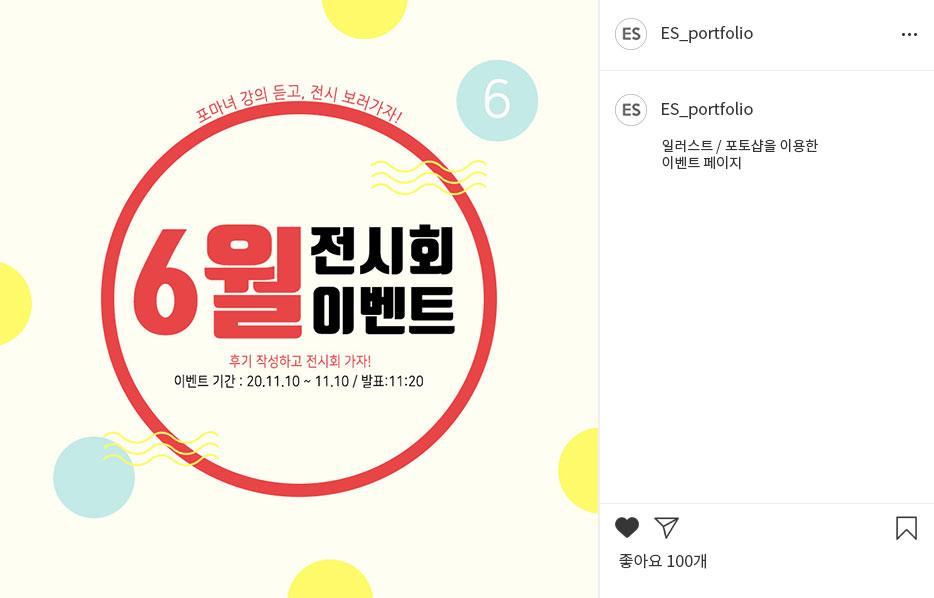 포마녀 강의 듣고, 전시 보러가자!
6
6월
전시회
이벤트
후기 작성하고 전시회 가자!
이벤트 기간 : 20.11.10 ~ 11.10 / 발표:11:20
ES
ES_portfolio
ES
ES_portfolio
일러스트 / 포토샵을 이용한
이벤트 페이지
좋아요 100개